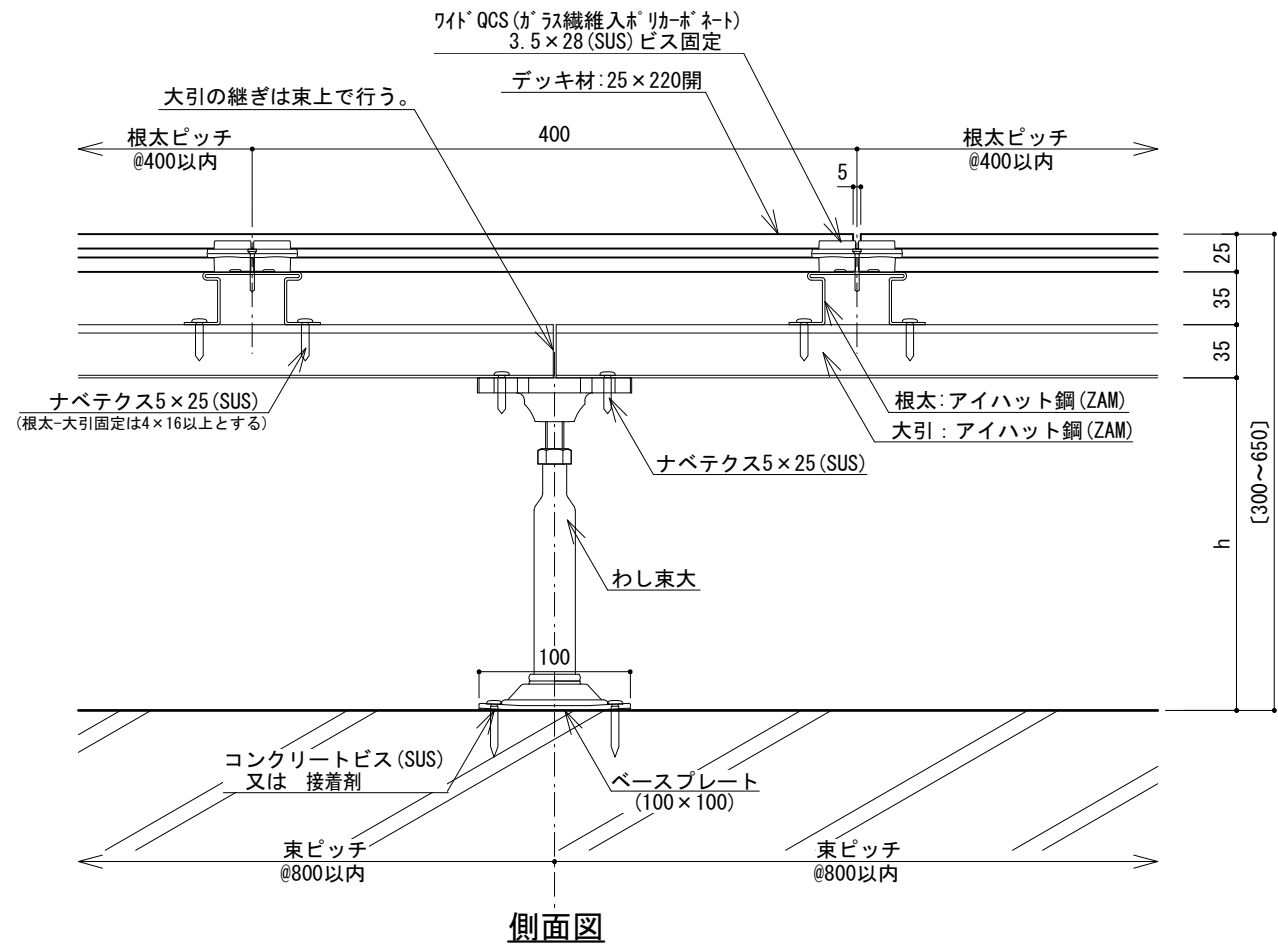 ﾜｲﾄﾞQCS(ｶﾞﾗｽ繊維入ﾎﾟﾘｶｰﾎﾞﾈｰﾄ)
3.5×28(SUS)ビス固定
デッキ材:25×220開
大引の継ぎは束上で行う。
根太ピッチ
@400以内
400
根太ピッチ
@400以内
5
25
35
35
ナベテクス5×25(SUS)
(根太-大引固定は4×16以上とする)
根太:アイハット鋼(ZAM)
大引：アイハット鋼(ZAM)
ナベテクス5×25(SUS)
[300～650]
h
わし束大
100
コンクリートビス(SUS)
又は　接着剤
ベースプレート
(100×100)
束ピッチ
@800以内
束ピッチ
@800以内
側面図